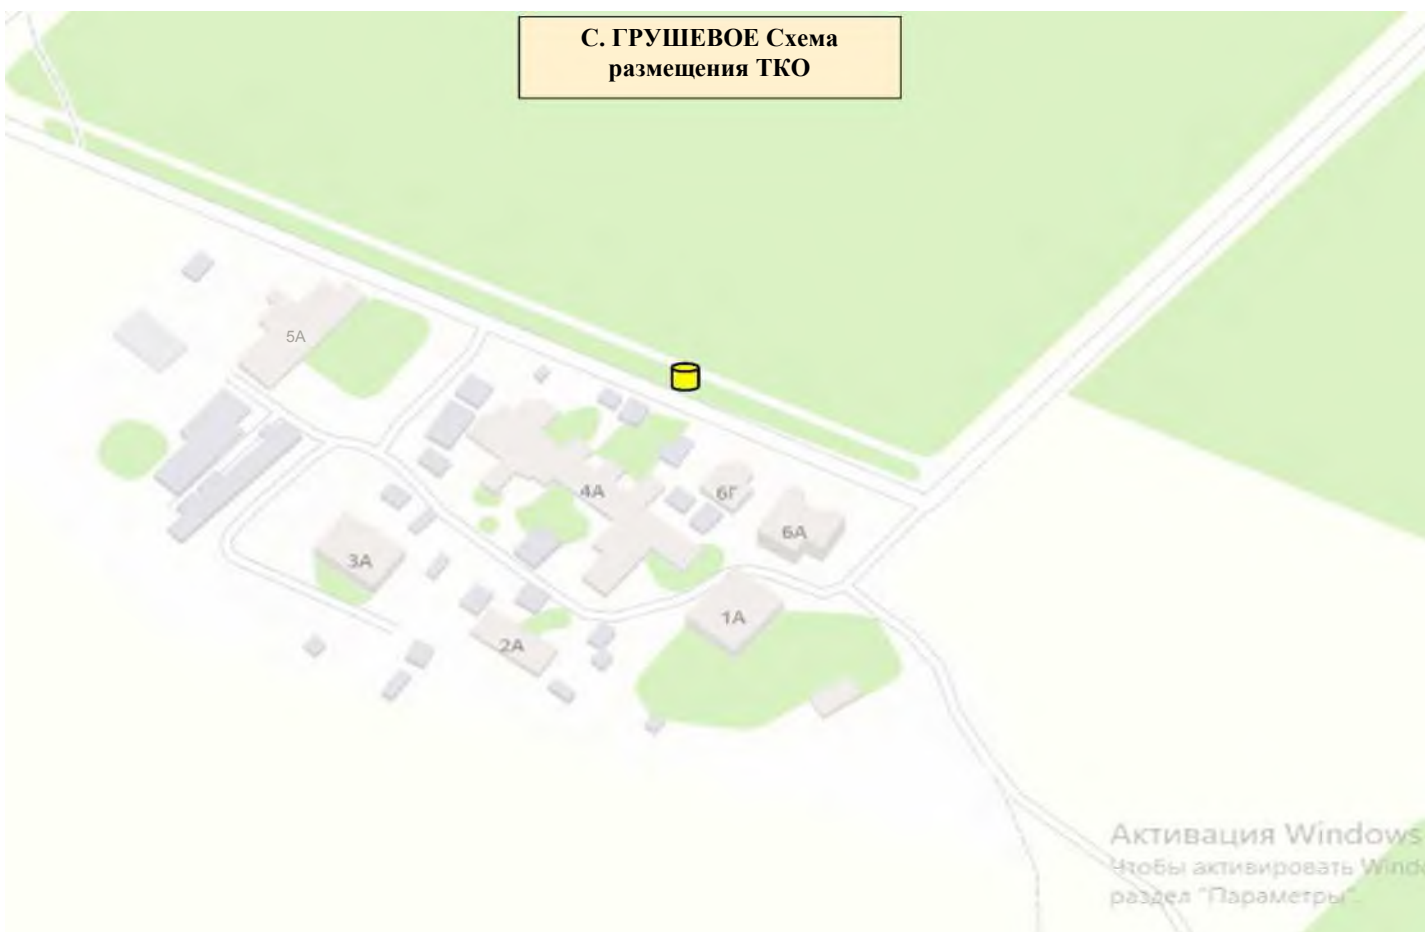 С. ГРУШЕВОЕ Схема
размещения ТКО
5А
4А
6Г
6А
3А
1А
2А
Активация Windows
Чтобы активировать
раздел "Параметры".